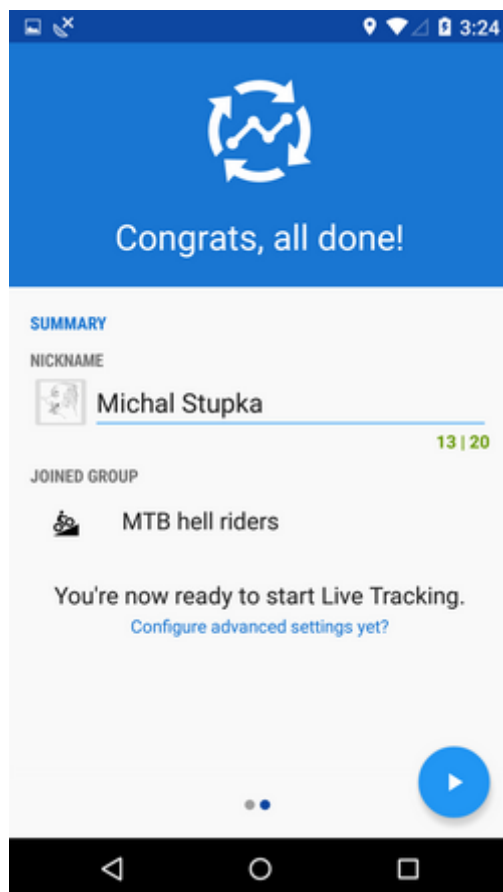 3:24
Congrats, all done!
SUMMARY
NICKNAME
Michal Stupka
13 | 20
JOINED GROUP
MTB hell riders
You're now ready to start Live Tracking.
Configure advanced settings yet?